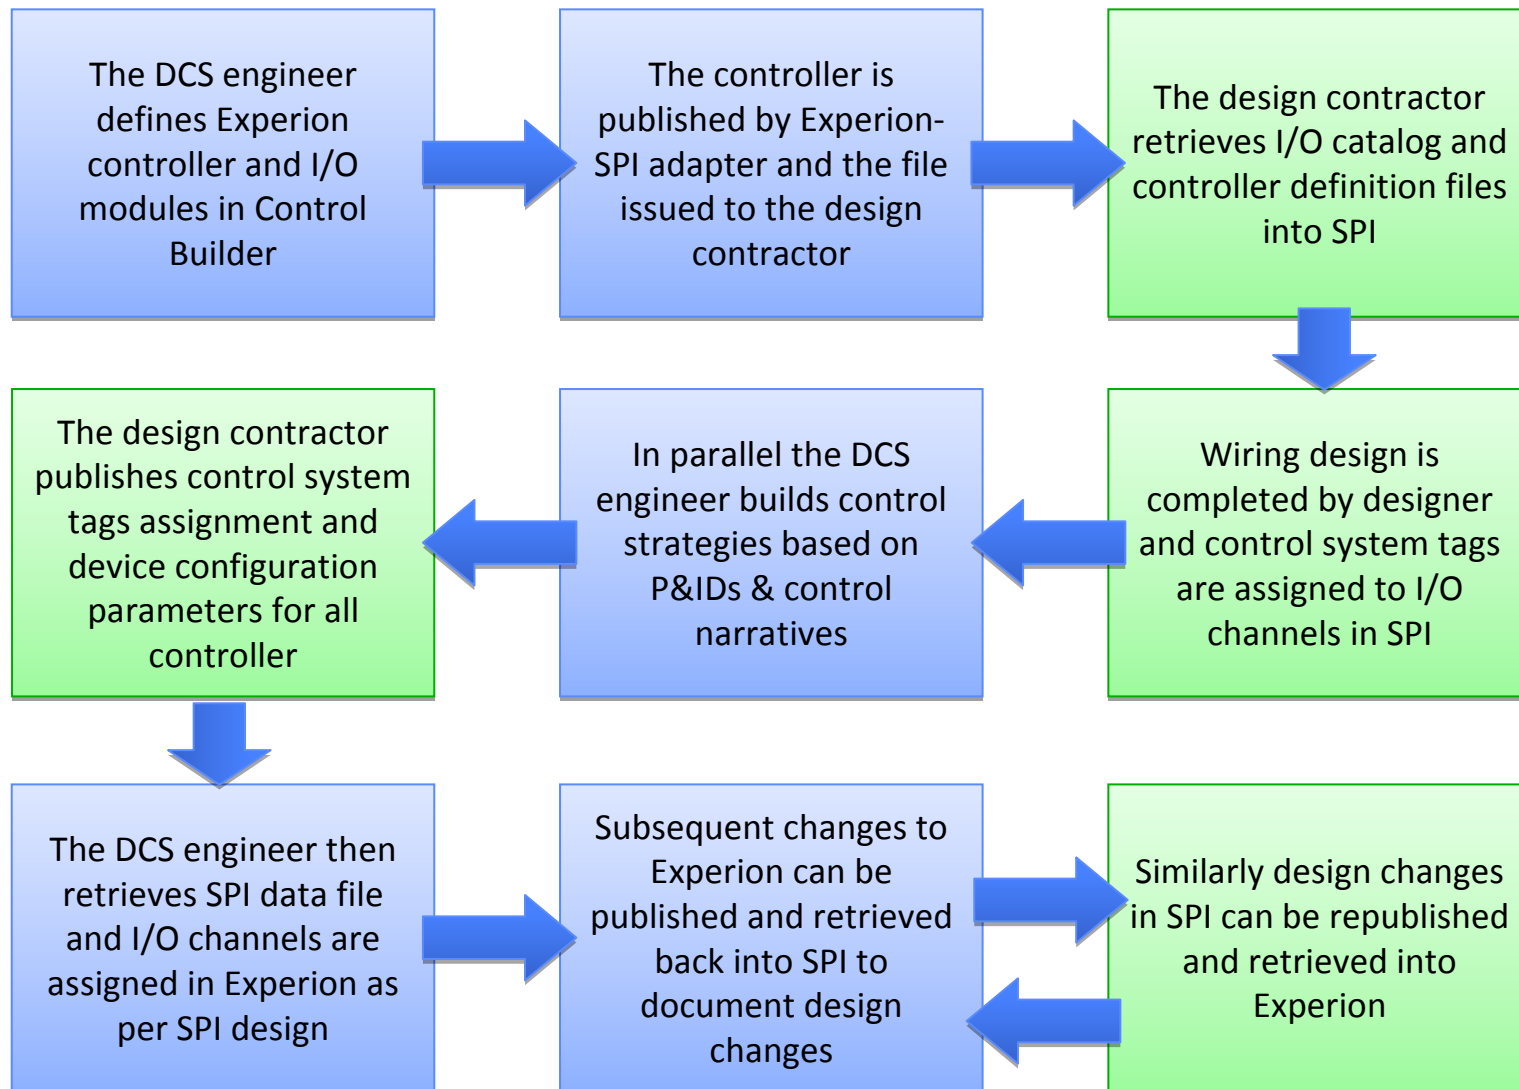 The DCS engineer
defines Experion
controller and I/O
modules in Control
Builder
The controller is
published by Experion-
SPI adapter and the file
issued to the design
contractor
The design contractor
retrieves I/O catalog and
controller definition files
into SPI
Wiring design is
completed by designer
and control system tags
are assigned to I/O
channels in SPI
In parallel the DCS
engineer builds control
strategies based on
P&IDs & control
narratives
The design contractor
publishes control system
tags assignment and
device configuration
parameters for all
controller
The DCS engineer then
retrieves SPI data file
and I/O channels are
assigned in Experion as
per SPI design
Subsequent changes to
Experion can be
published and retrieved
back into SPI to
document design
changes
Similarly design changes
in SPI can be republished
and retrieved into
Experion